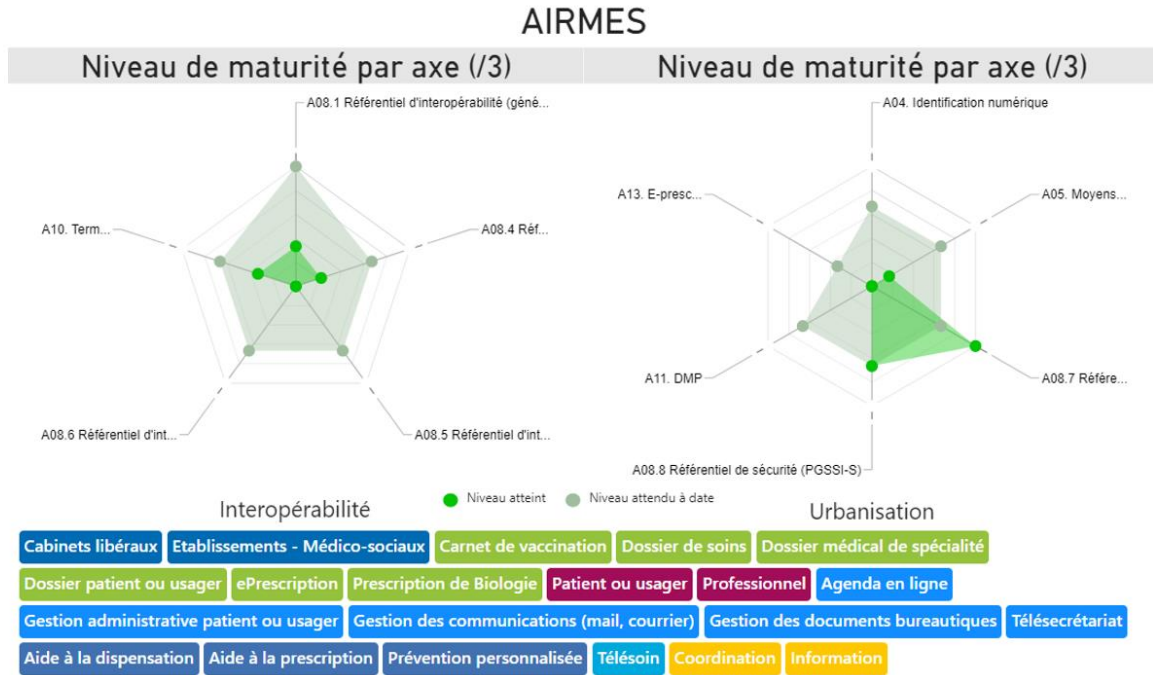 AIRMES
Niveau de maturité par axe (/3)
Niveau de maturité par axe (/3)
A08.1 Référentiel d'interopérabilité (géné...
A10. Term...
A08.4 Réf...
A08.6 Référentiel d'int...
A08.5 Référentiel d'int...
A04. Identification numérique
A13. E-presc...
A05. Moyens...
A11. DMP
A08.7 Référe...
A08.8 Référentiel de sécurité (PGSSI-S)
Interopérabilité
Niveau atteint
Niveau attendu à date
Urbanisation
Cabinets libéraux Etablissements - Médico-sociaux Carnet de vaccination Dossier de soins Dossier médical de spécialité
Dossier patient ou usager ePrescription Prescription de Biologie Patient ou usager Professionnel Agenda en ligne
Gestion administrative patient ou usager Gestion des communications (mail, courrier) Gestion des documents bureautiques Télésecrétariat
Aide à la dispensation Aide à la prescription Prévention personnalisée Télésoin Coordination Information